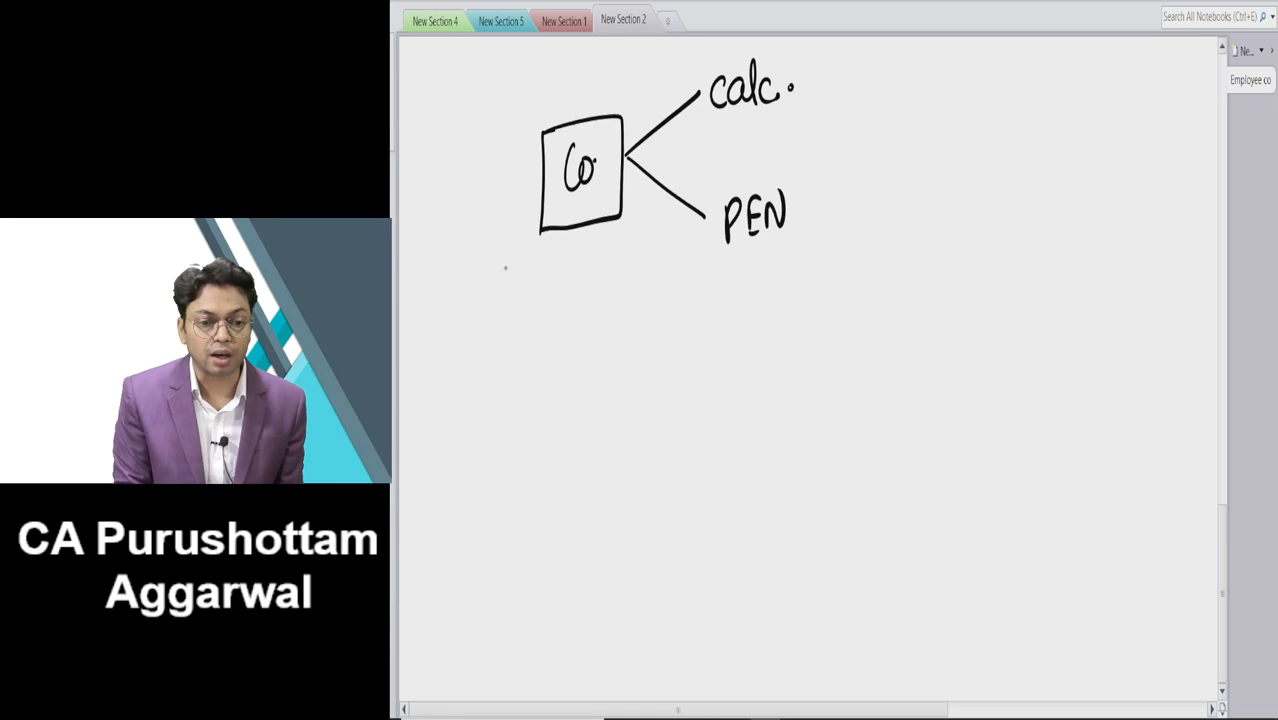 New Section 4
New Section 5
New Section 1
New Section 2
Search All Notebooks (Ctrl+E)
Ne...
Employee co
calc.
Co.
PEN
CA Purushottam
Aggarwal